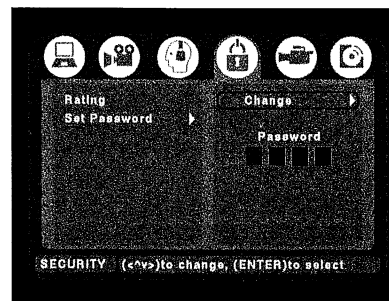 Rating
Set Password
Change
Password
SECURITY (<^v>)to change, (ENTER)to select